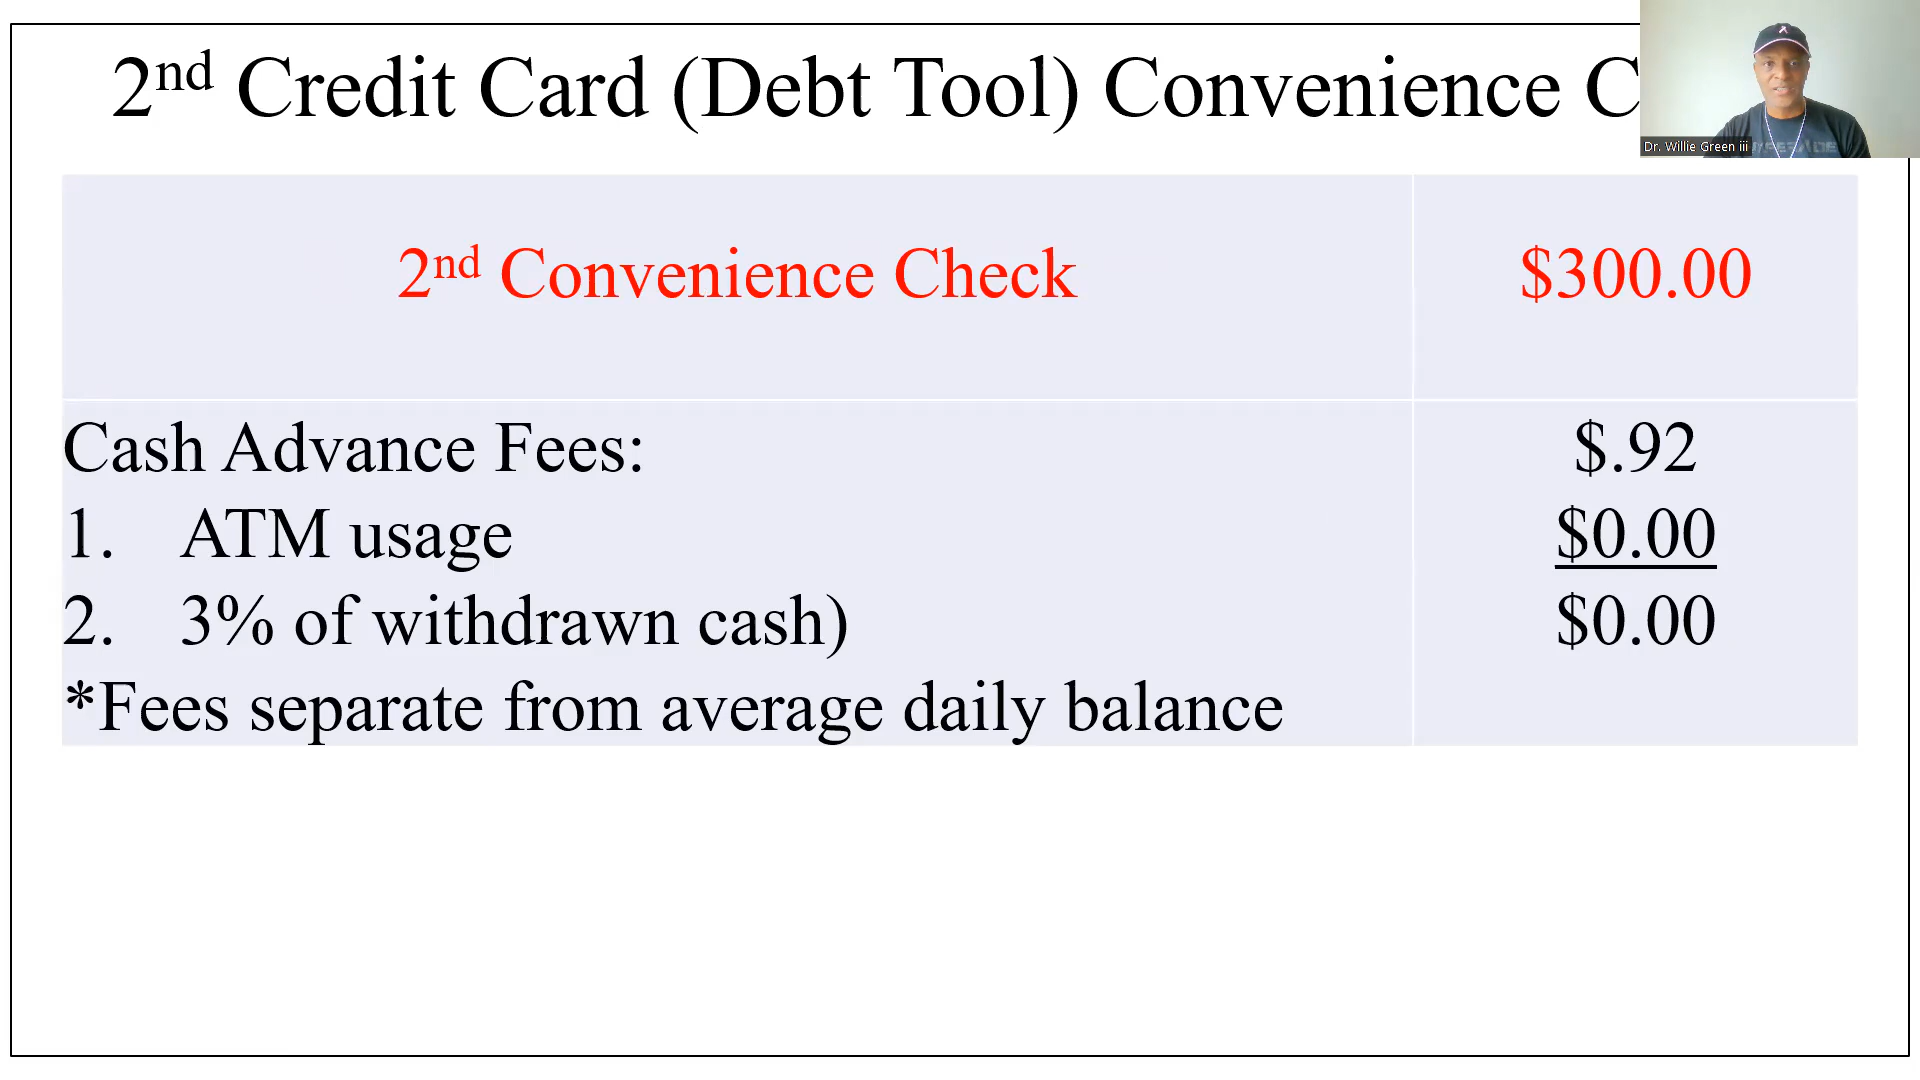 2nd Credit Card (Debt Tool) Convenience C
Dr. Willie Green iii
2nd Convenience Check $300.00
Cash Advance Fees: $.92
1. ATM usage $0.00
2. 3% of withdrawn cash) $0.00
*Fees separate from average daily balance